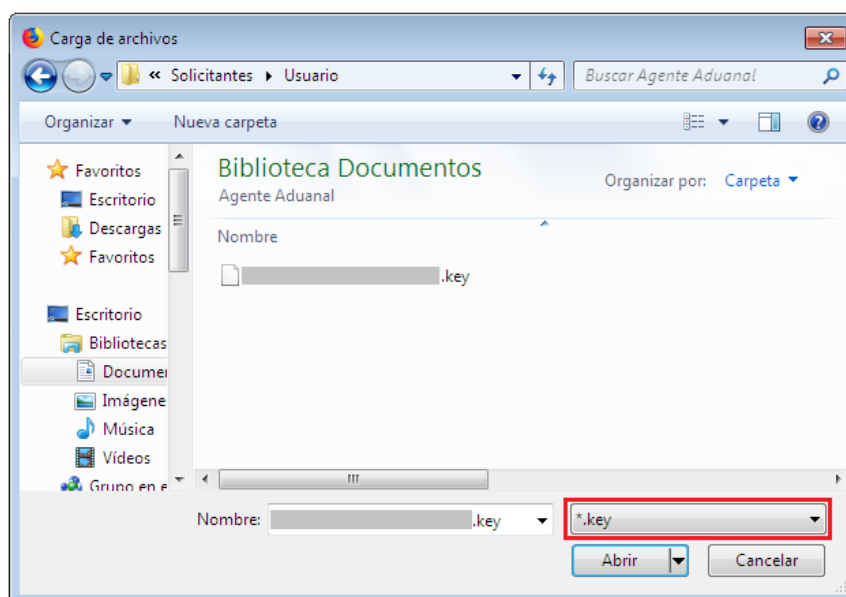 Carga de archivos
« Solicitantes Usuario
Buscar Agente Aduanal
Organizar
Nueva carpeta
Favoritos
Escritorio
Descargas
Favoritos
Escritorio
Bibliotecas
Docume
Imágene
Música
Vídeos
Grupo en e
Biblioteca Documentos
Agente Aduanal
Organizar por: Carpeta
Nombre
.key
Nombre: .key
*.key
Abrir
Cancelar